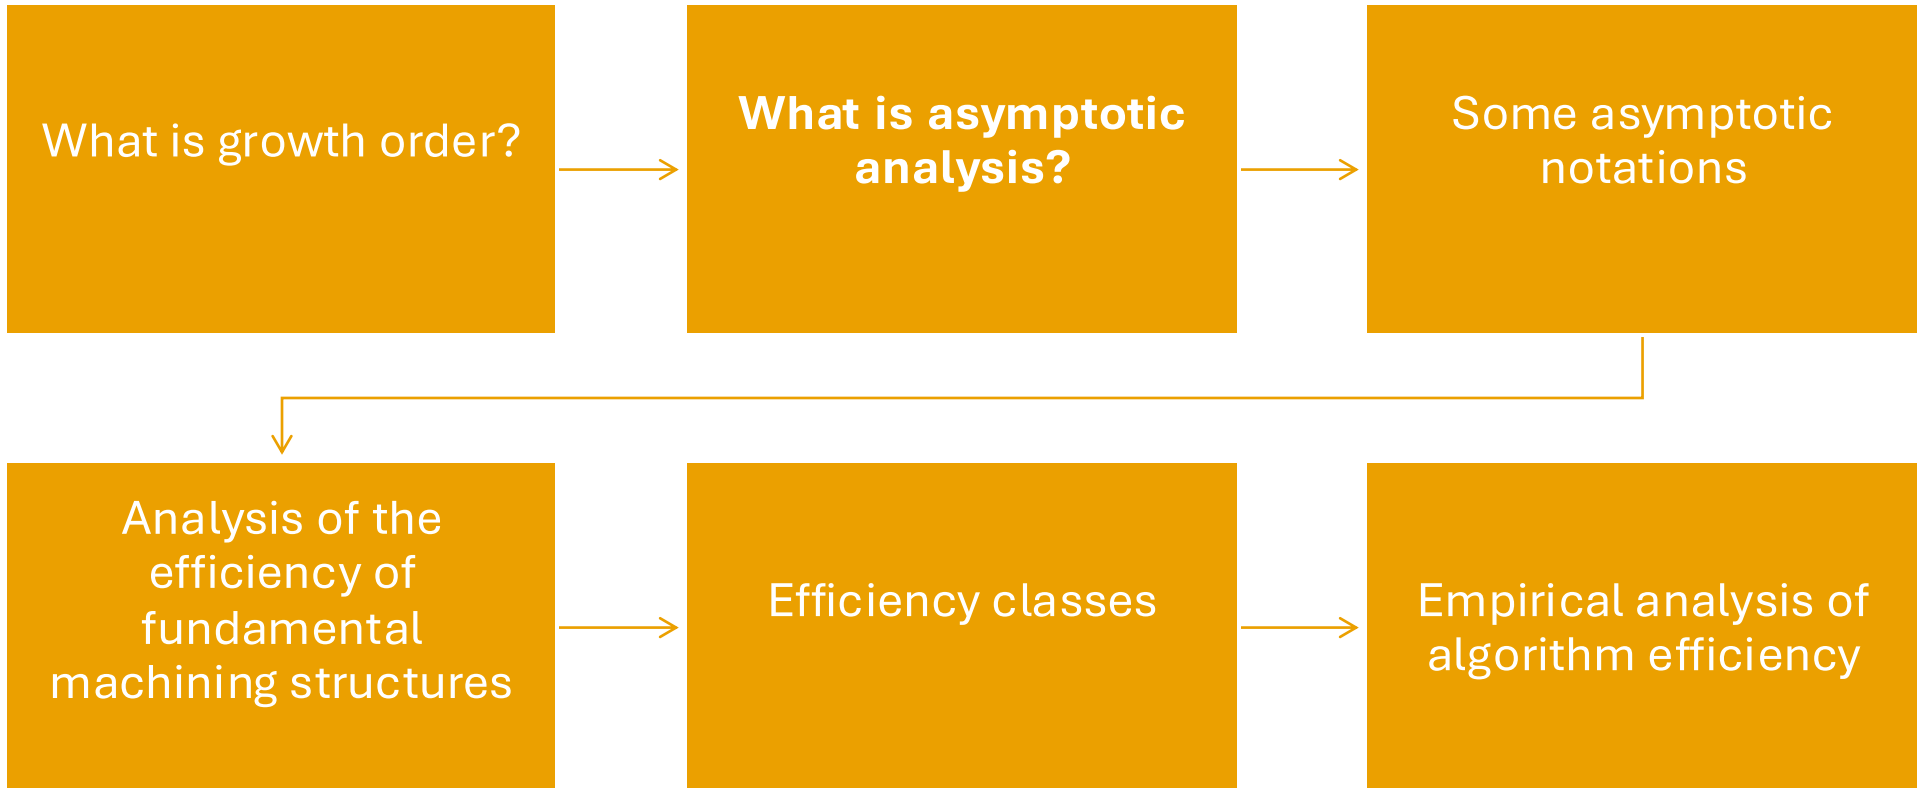 What is growth order?
What is asymptotic
analysis?
Some asymptotic
notations
Analysis of the
efficiency of
fundamental
machining structures
Efficiency classes
Empirical analysis of
algorithm efficiency